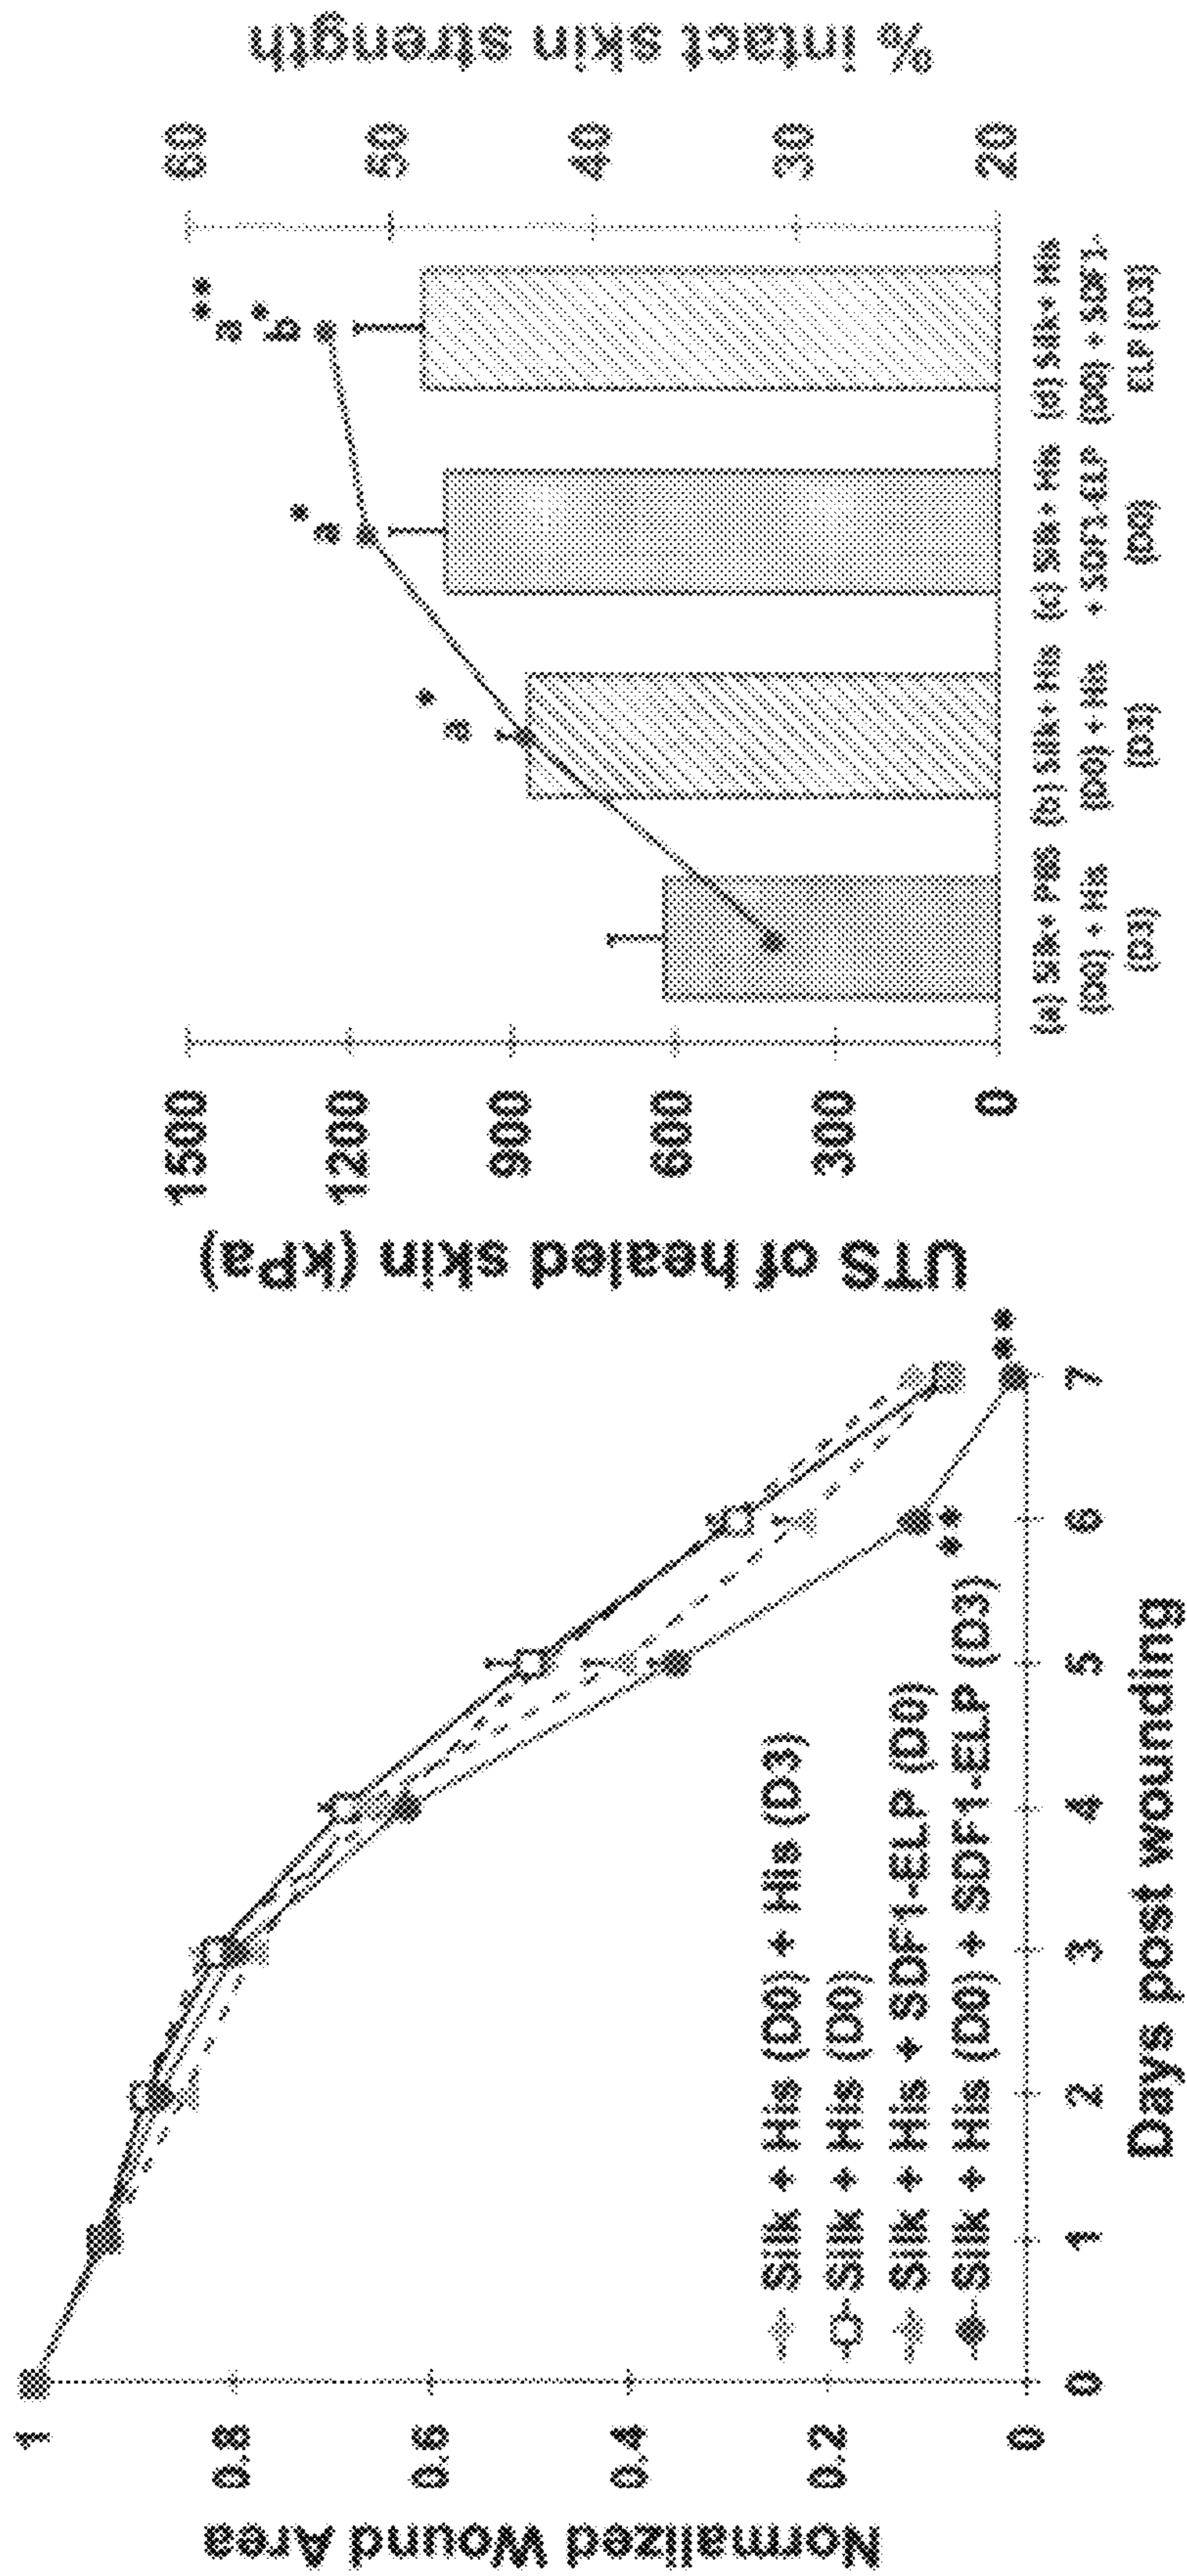 Normalized Wound Area
1
0.8
0.6
0.4
0.2
0
0 1 2 3 4 5 6 7
Days post wounding
Silk + His (D0) + His (D3)
Silk + His (D0)
Silk + His + SDF1-ELP (D0)
Silk + His (D0) + SDF1-ELP (D3)
**
**
UTS of healed skin (kPa)
1500
1200
900
600
300
0
a*
a*
a**
b*
60
50
40
30
20
% intact skin strength
(a) Silk+ PBS
(D0) + His
(D3)
(b) Silk+ His
(D0) + His
(D3)
(c) Silk+ His
+ SDF1-ELP
(D0)
(d) Silk+ His
(D0) + SDF1-
ELP (D3)